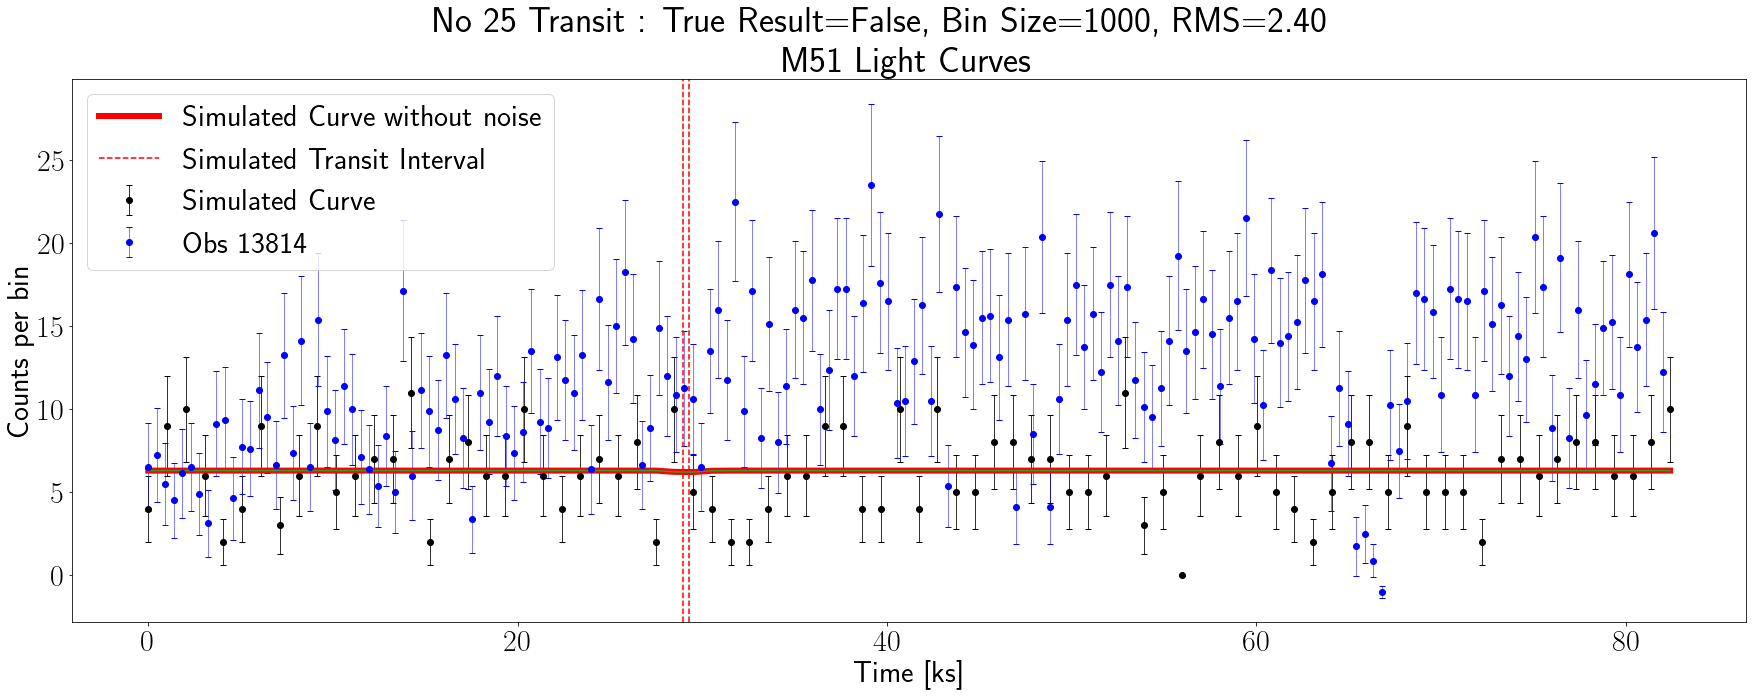 No 25 Transit : True Result=False, Bin Size=1000, RMS=2.40
M51 Light Curves
Simulated Curve without noise
Simulated Transit Interval
Simulated Curve
Obs 13814
Counts per bin
25
20
15
10
5
0
0 20 40 60 80
Time [ks]